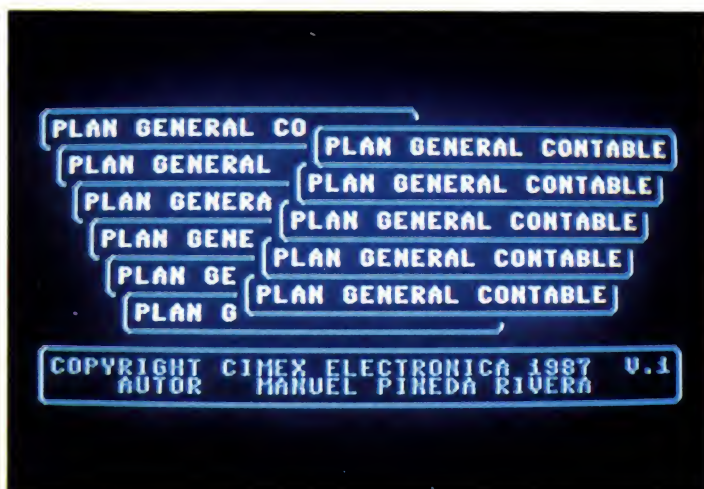 PLAN GENERAL CO
PLAN GENERAL CONTABLE
PLAN GENERAL
PLAN GENERAL CONTABLE
PLAN GENERA
PLAN GENERAL CONTABLE
PLAN GENE
PLAN GENERAL CONTABLE
PLAN GE
PLAN GENERAL CONTABLE
PLAN G
COPYRIGHT CIMEX ELECTRONICA 1987 V.1
AUTOR MANUEL PINEDA RIVERA